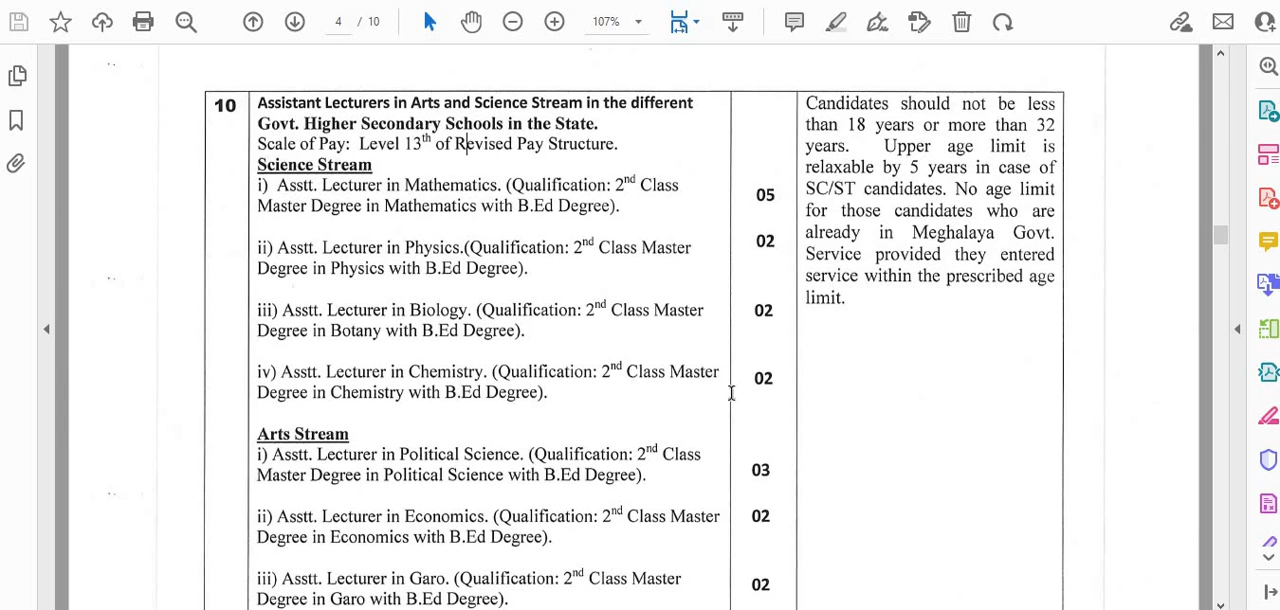 4 / 10
107%
10
Assistant Lecturers in Arts and Science Stream in the different
Govt. Higher Secondary Schools in the State.
Scale of Pay: Level 13th of Revised Pay Structure.
Science Stream
i) Asstt. Lecturer in Mathematics. (Qualification: 2nd Class
Master Degree in Mathematics with B.Ed Degree).
05
ii) Asstt. Lecturer in Physics.(Qualification: 2nd Class Master
Degree in Physics with B.Ed Degree).
02
iii) Asstt. Lecturer in Biology. (Qualification: 2nd Class Master
Degree in Botany with B.Ed Degree).
02
iv) Asstt. Lecturer in Chemistry. (Qualification: 2nd Class Master
Degree in Chemistry with B.Ed Degree).
02
Arts Stream
i) Asstt. Lecturer in Political Science. (Qualification: 2nd Class
Master Degree in Political Science with B.Ed Degree).
03
ii) Asstt. Lecturer in Economics. (Qualification: 2nd Class Master
Degree in Economics with B.Ed Degree).
02
iii) Asstt. Lecturer in Garo. (Qualification: 2nd Class Master
Degree in Garo with B.Ed Degree).
02
Candidates should not be less
than 18 years or more than 32
years. Upper age limit is
relaxable by 5 years in case of
SC/ST candidates. No age limit
for those candidates who are
already in Meghalaya Govt.
Service provided they entered
service within the prescribed age
limit.